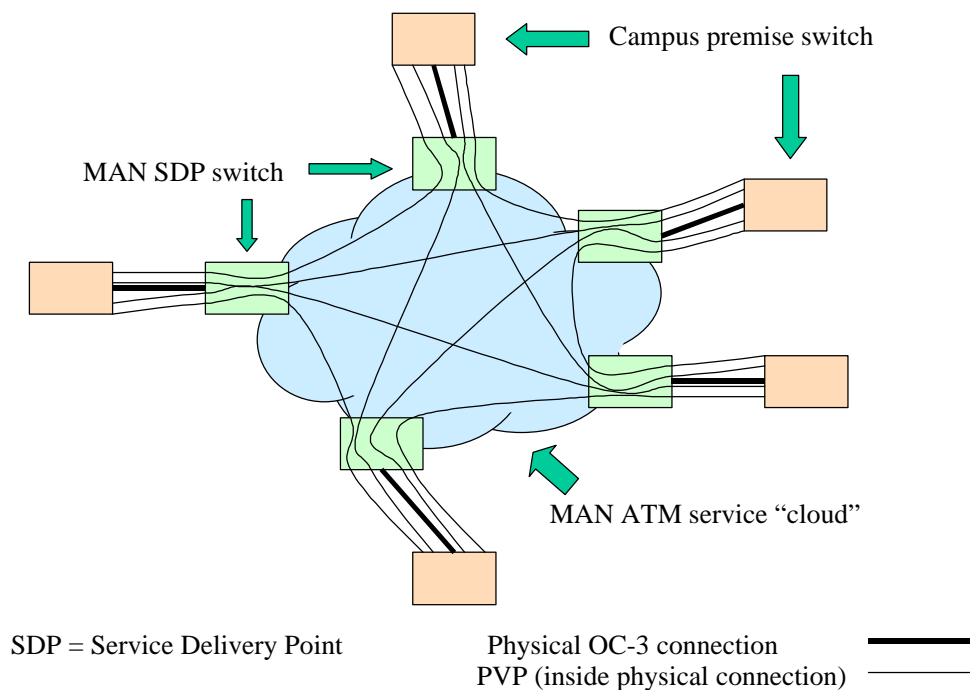 Campus premise switch
MAN SDP switch
MAN ATM service “cloud”
SDP = Service Delivery Point
Physical OC-3 connection
PVP (inside physical connection)